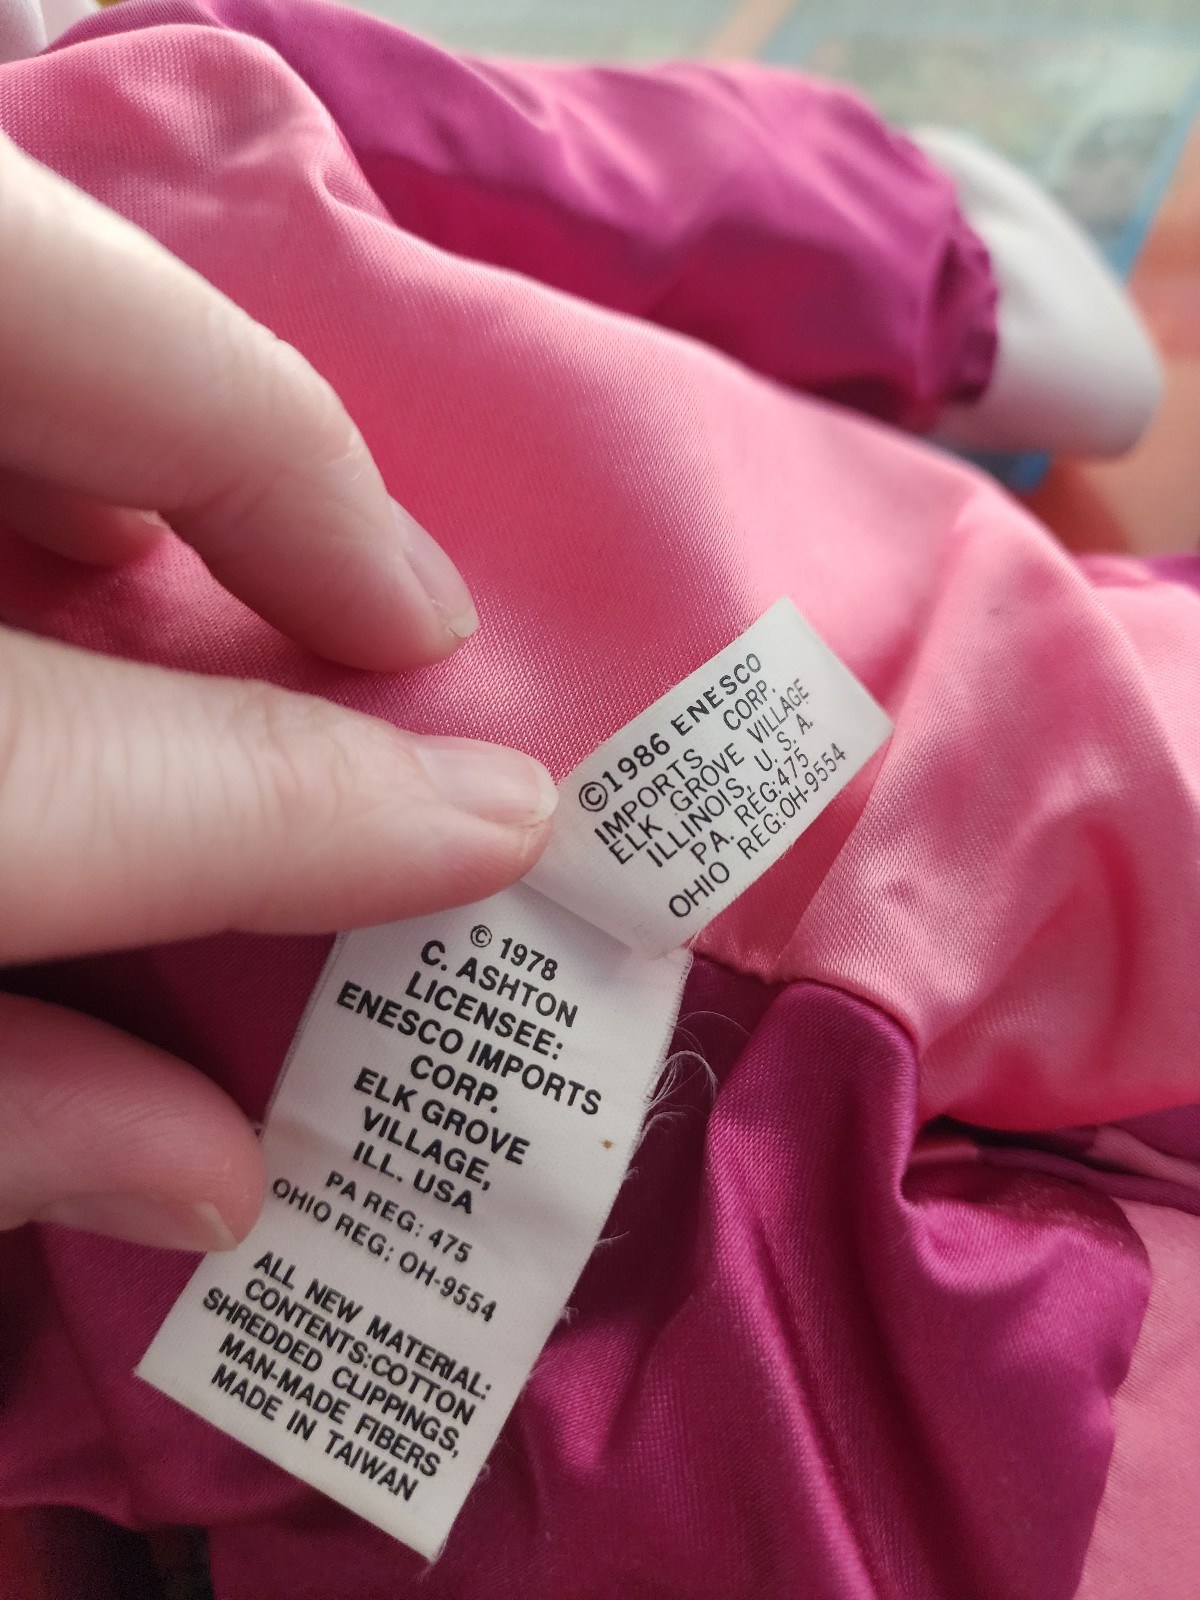 ©1986 ENESCO
IMPORTS CORP.
ELK GROVE VILLAGE
ILLINOIS, U. S. A.
PA. REG:475
OHIO REG:OH-9554
© 1978
C. ASHTON
LICENSEE:
ENESCO IMPORTS
CORP.
ELK GROVE
VILLAGE,
ILL. USA
PA REG: 475
OHIO REG: OH-9554
ALL NEW MATERIAL:
CONTENTS:COTTON
SHREDDED CLIPPINGS,
MAN-MADE FIBERS
MADE IN TAIWAN